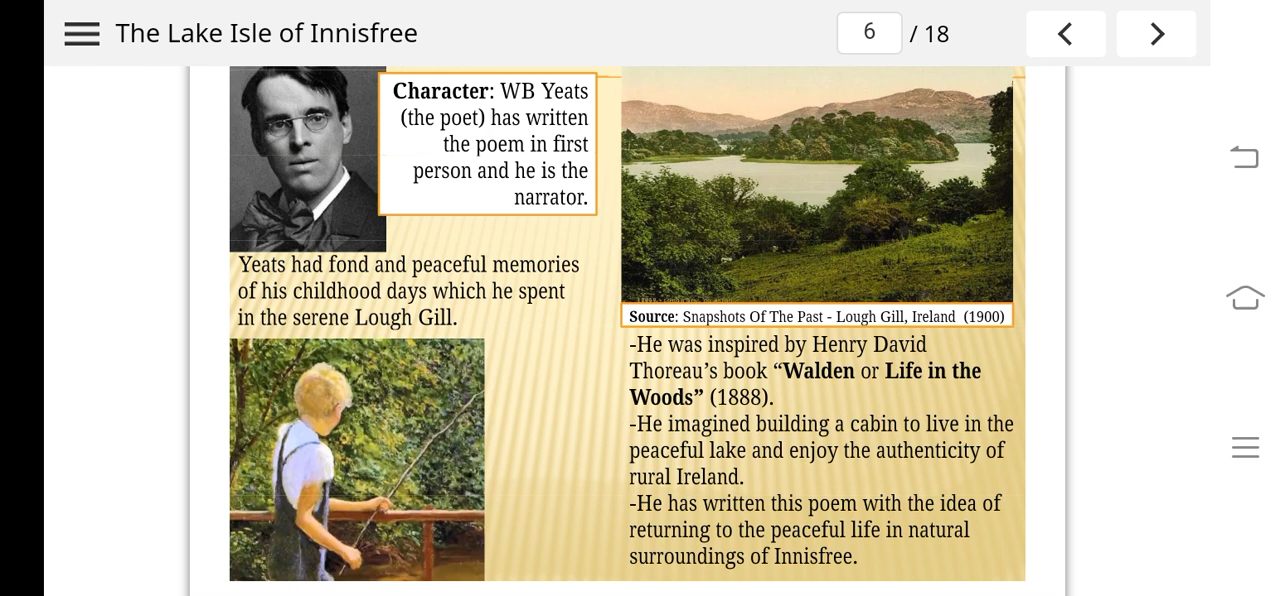 The Lake Isle of Innisfree
6 / 18
Character: WB Yeats
(the poet) has written
the poem in first
person and he is the
narrator.
Yeats had fond and peaceful memories
of his childhood days which he spent
in the serene Lough Gill.
Source: Snapshots Of The Past - Lough Gill, Ireland (1900)
-He was inspired by Henry David
Thoreau’s book “Walden or Life in the
Woods” (1888).
-He imagined building a cabin to live in the
peaceful lake and enjoy the authenticity of
rural Ireland.
-He has written this poem with the idea of
returning to the peaceful life in natural
surroundings of Innisfree.